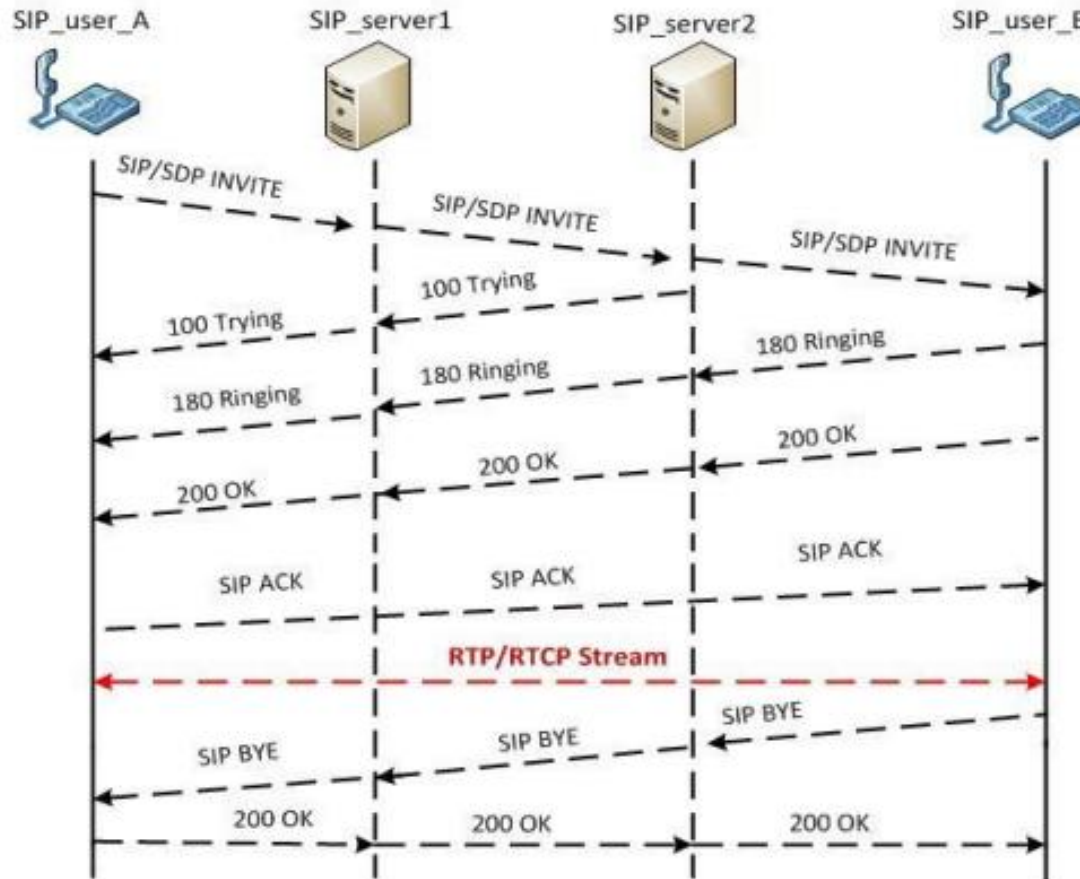 SIP_user_A
SIP_server1
SIP_server2
SIP_user_E
SIP/SDP INVITE
SIP/SDP INVITE
SIP/SDP INVITE
100 Trying
100 Trying
180 Ringing
180 Ringing
180 Ringing
200 OK
200 OK
200 OK
SIP ACK
SIP ACK
SIP ACK
RTP/RTCP Stream
SIP BYE
SIP BYE
SIP BYE
200 OK
200 OK
200 OK